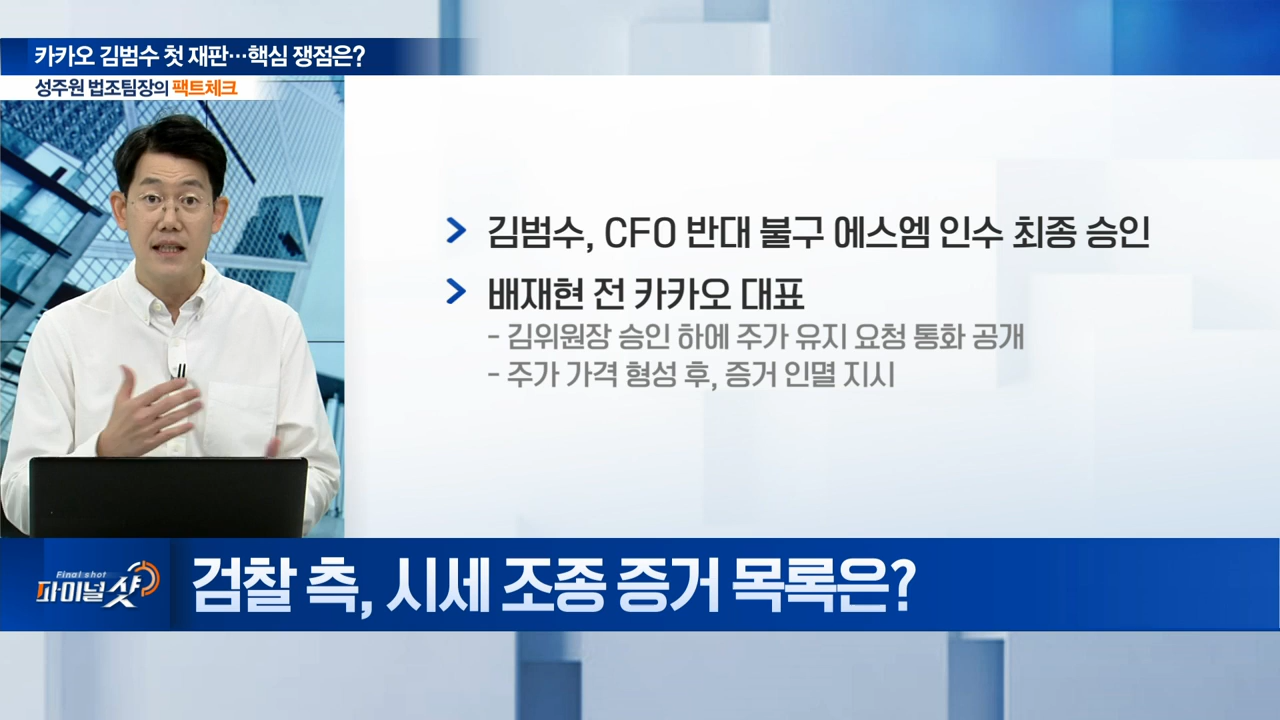 카카오 김범수 첫 재판…핵심 쟁점은?
성주원 법조팀장의 팩트체크
김범수, CFO 반대 불구 에스엠 인수 최종 승인
배재현 전 카카오 대표
- 김위원장 승인 하에 주가 유지 요청 통화 공개
- 주가 가격 형성 후, 증거 인멸 지시
Final shot
파이널샷
검찰 측, 시세 조종 증거 목록은?